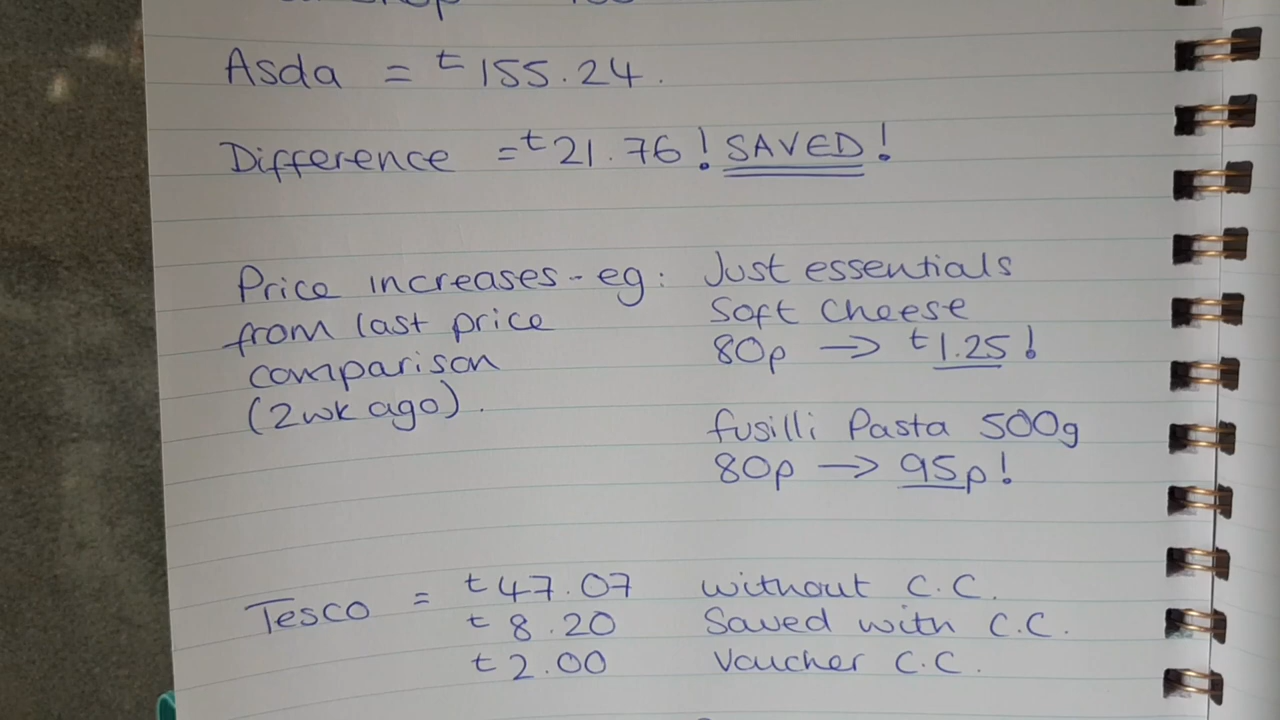 Asda = £155.24.
Difference = £21.76! SAVED!
Price increases - eg: Just essentials
from last price Soft Cheese
comparison 80p → £1.25!
(2wk ago).
fusilli Pasta 500g
80p → 95p!
Tesco = £47.07 without C.C.
£8.20 Saved with C.C.
£2.00 Voucher C.C.